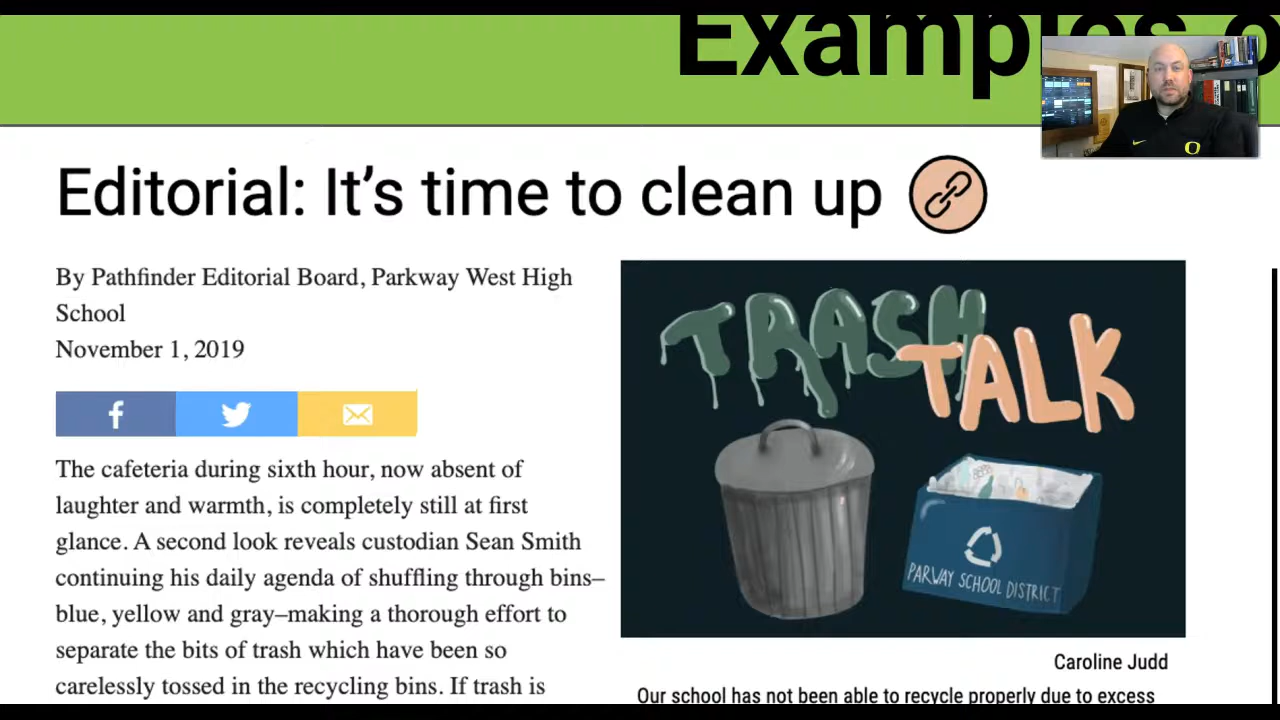 Examples o
Editorial: It's time to clean up
By Pathfinder Editorial Board, Parkway West High
School
November 1, 2019
f
The cafeteria during sixth hour, now absent of
laughter and warmth, is completely still at first
glance. A second look reveals custodian Sean Smith
continuing his daily agenda of shuffling through bins–
blue, yellow and gray–making a thorough effort to
separate the bits of trash which have been so
carelessly tossed in the recycling bins. If trash is
TRASH
TALK
PARWAY SCHOOL DISTRICT
Caroline Judd
Our school has not been able to recycle properly due to excess
O